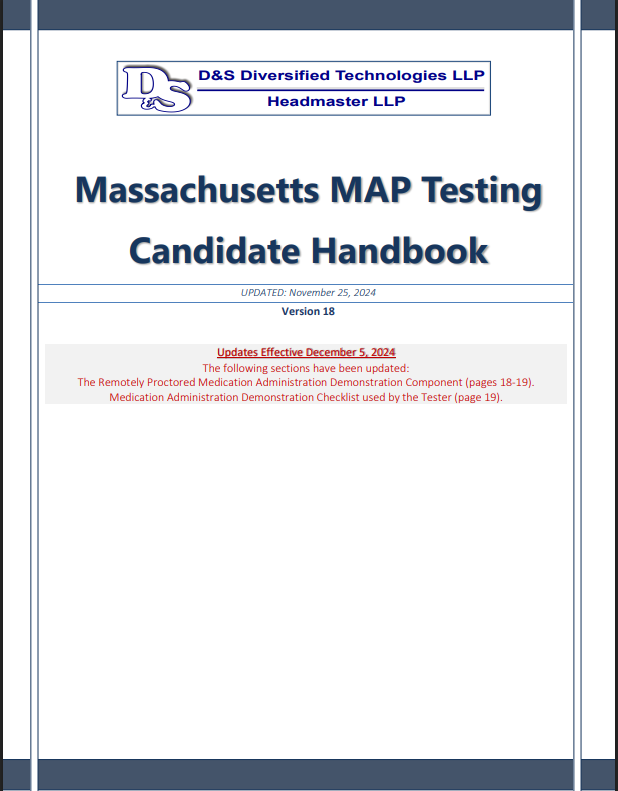 D&S
D&S Diversified Technologies LLP
Headmaster LLP
Massachusetts MAP Testing
Candidate Handbook
UPDATED: November 25, 2024
Version 18
Updates Effective December 5, 2024
The following sections have been updated:
The Remotely Proctored Medication Administration Demonstration Component (pages 18-19).
Medication Administration Demonstration Checklist used by the Tester (page 19).